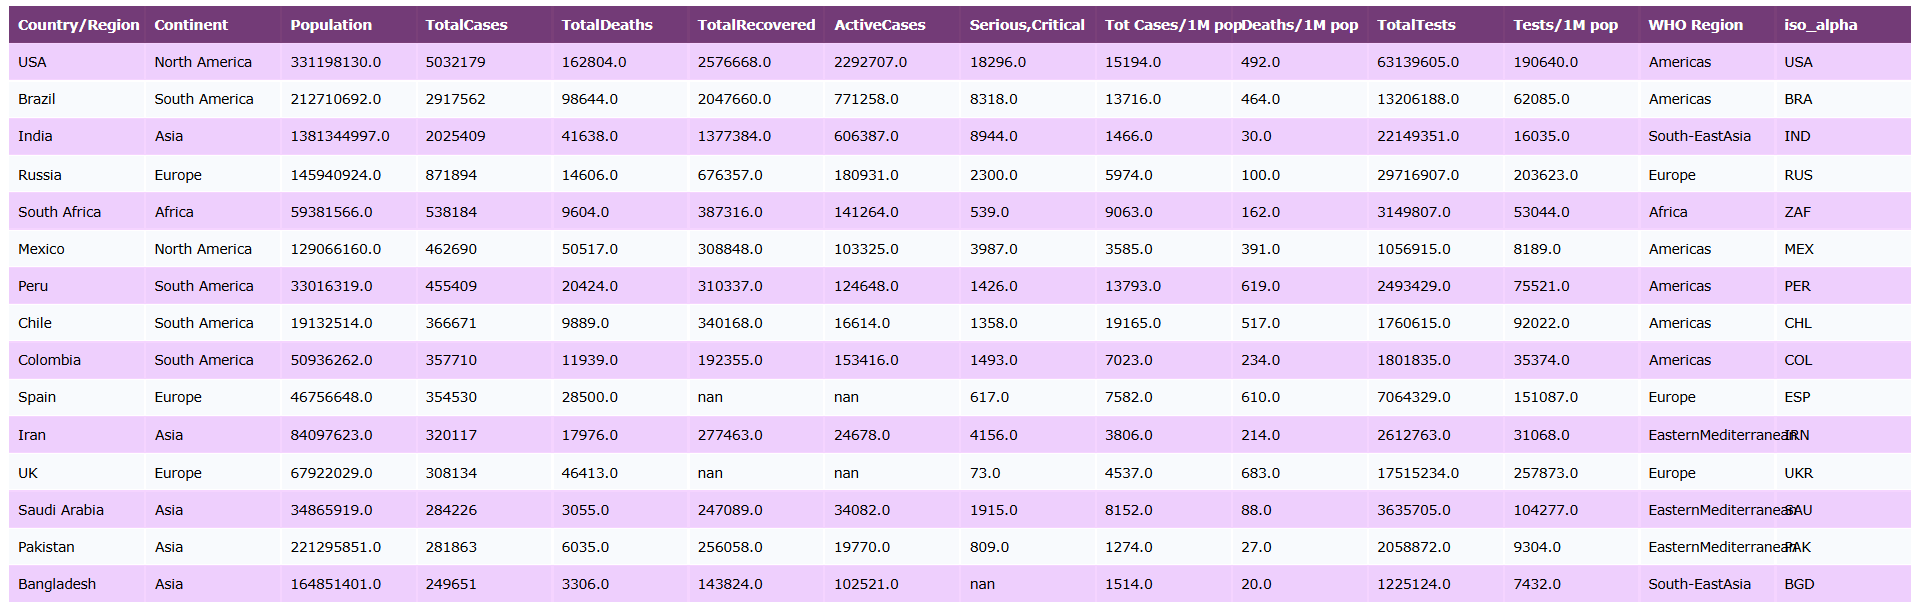 Country/Region Continent Population TotalCases TotalDeaths TotalRecovered ActiveCases Serious,Critical Tot Cases/1M pop Deaths/1M pop TotalTests Tests/1M pop WHO Region iso_alpha
USA North America 331198130.0 5032179 162804.0 2576668.0 2292707.0 18296.0 15194.0 492.0 63139605.0 190640.0 Americas USA
Brazil South America 212710692.0 2917562 98644.0 2047660.0 771258.0 8318.0 13716.0 464.0 13206188.0 62085.0 Americas BRA
India Asia 1381344997.0 2025409 41638.0 1377384.0 606387.0 8944.0 1466.0 30.0 22149351.0 16035.0 South-EastAsia IND
Russia Europe 145940924.0 871894 14606.0 676357.0 180931.0 2300.0 5974.0 100.0 29716907.0 203623.0 Europe RUS
South Africa Africa 59381566.0 538184 9604.0 387316.0 141264.0 539.0 9063.0 162.0 3149807.0 53044.0 Africa ZAF
Mexico North America 129066160.0 462690 50517.0 308848.0 103325.0 3987.0 3585.0 391.0 1056915.0 8189.0 Americas MEX
Peru South America 33016319.0 455409 20424.0 310337.0 124648.0 1426.0 13793.0 619.0 2493429.0 75521.0 Americas PER
Chile South America 19132514.0 366671 9889.0 340168.0 16614.0 1358.0 19165.0 517.0 1760615.0 92022.0 Americas CHL
Colombia South America 50936262.0 357710 11939.0 192355.0 153416.0 1493.0 7023.0 234.0 1801835.0 35374.0 Americas COL
Spain Europe 46756648.0 354530 28500.0 nan nan 617.0 7582.0 610.0 7064329.0 151087.0 Europe ESP
Iran Asia 84097623.0 320117 17976.0 277463.0 24678.0 4156.0 3806.0 214.0 2612763.0 31068.0 EasternMediterranean IRN
UK Europe 67922029.0 308134 46413.0 nan nan 73.0 4537.0 683.0 17515234.0 257873.0 Europe UKR
Saudi Arabia Asia 34865919.0 284226 3055.0 247089.0 34082.0 1915.0 8152.0 88.0 3635705.0 104277.0 EasternMediterranean SAU
Pakistan Asia 221295851.0 281863 6035.0 256058.0 19770.0 809.0 1274.0 27.0 2058872.0 9304.0 EasternMediterranean PAK
Bangladesh Asia 164851401.0 249651 3306.0 143824.0 102521.0 nan 1514.0 20.0 1225124.0 7432.0 South-EastAsia BGD